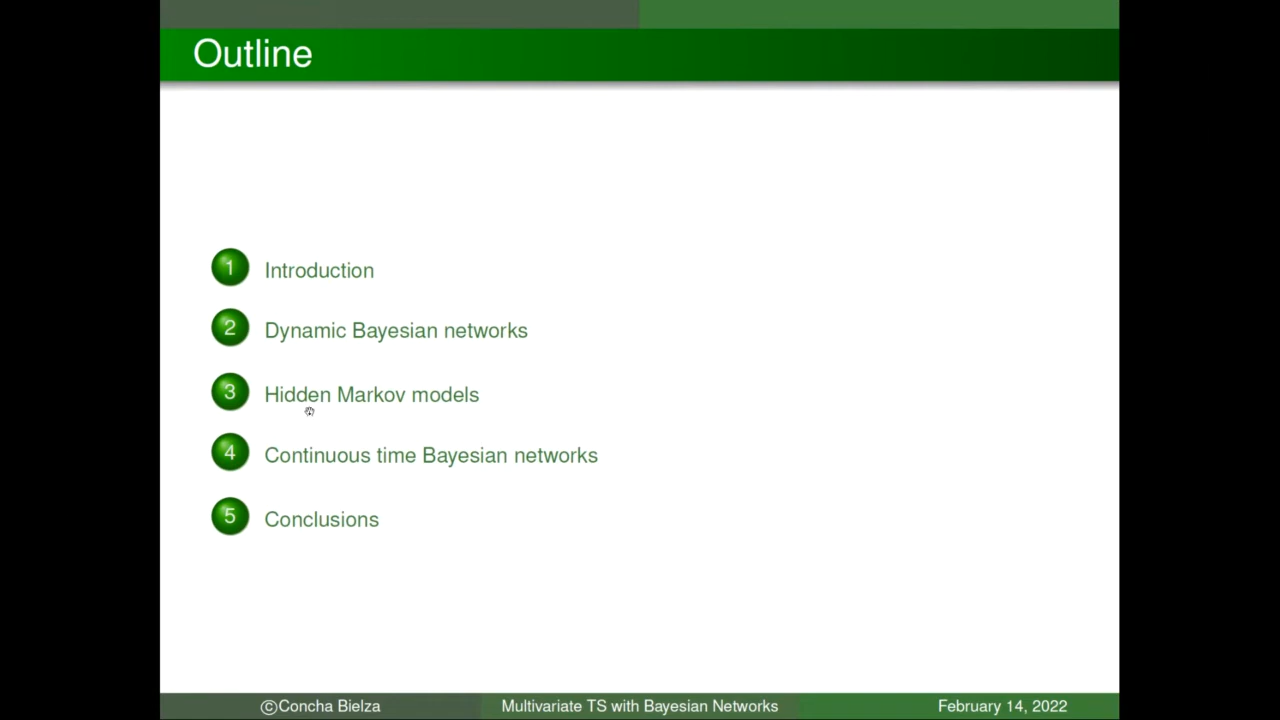 Outline
1 Introduction
2 Dynamic Bayesian networks
3 Hidden Markov models
4 Continuous time Bayesian networks
5 Conclusions
©Concha Bielza Multivariate TS with Bayesian Networks February 14, 2022